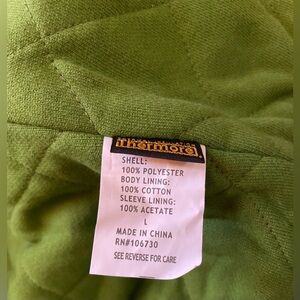 Thermore
SHELL:
100% POLYESTER
BODY LINING:
100% COTTON
SLEEVE LINING:
100% ACETATE
L
MADE IN CHINA
RN#106730
SEE REVERSE FOR CARE